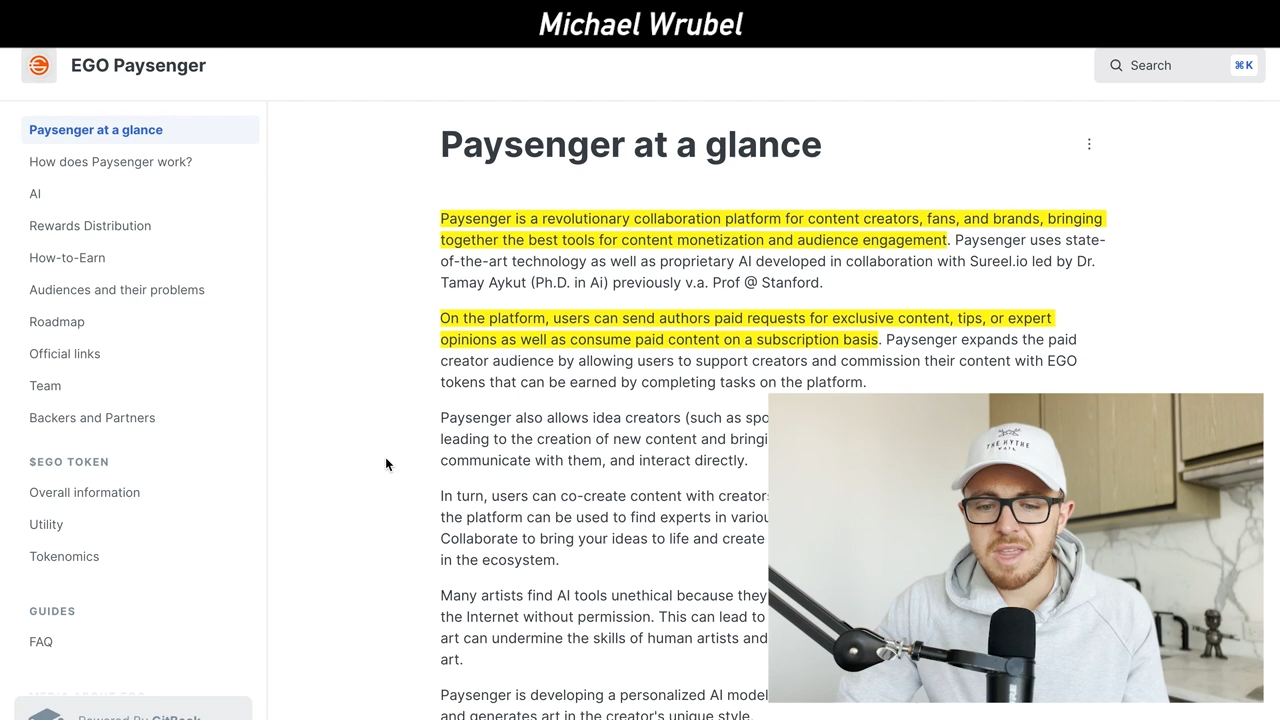 Michael Wrubel
EGO Paysenger
Search
⌘K
Paysenger at a glance
How does Paysenger work?
AI
Rewards Distribution
How-to-Earn
Audiences and their problems
Roadmap
Official links
Team
Backers and Partners
$EGO TOKEN
Overall information
Utility
Tokenomics
GUIDES
FAQ
MEDIA ABOUT EGO
Powered By GitBook
Paysenger at a glance
Paysenger is a revolutionary collaboration platform for content creators, fans, and brands, bringing
together the best tools for content monetization and audience engagement. Paysenger uses state-
of-the-art technology as well as proprietary AI developed in collaboration with Sureel.io led by Dr.
Tamay Aykut (Ph.D. in Ai) previously v.a. Prof @ Stanford.
On the platform, users can send authors paid requests for exclusive content, tips, or expert
opinions as well as consume paid content on a subscription basis. Paysenger expands the paid
creator audience by allowing users to support creators and commission their content with EGO
tokens that can be earned by completing tasks on the platform.
Paysenger also allows idea creators (such as spo
leading to the creation of new content and bringi
communicate with them, and interact directly.
In turn, users can co-create content with creators
the platform can be used to find experts in variou
Collaborate to bring your ideas to life and create
in the ecosystem.
Many artists find AI tools unethical because they
the Internet without permission. This can lead to
art can undermine the skills of human artists and
art.
Paysenger is developing a personalized AI model
and generates art in the creator's unique style.
THE HYTHE